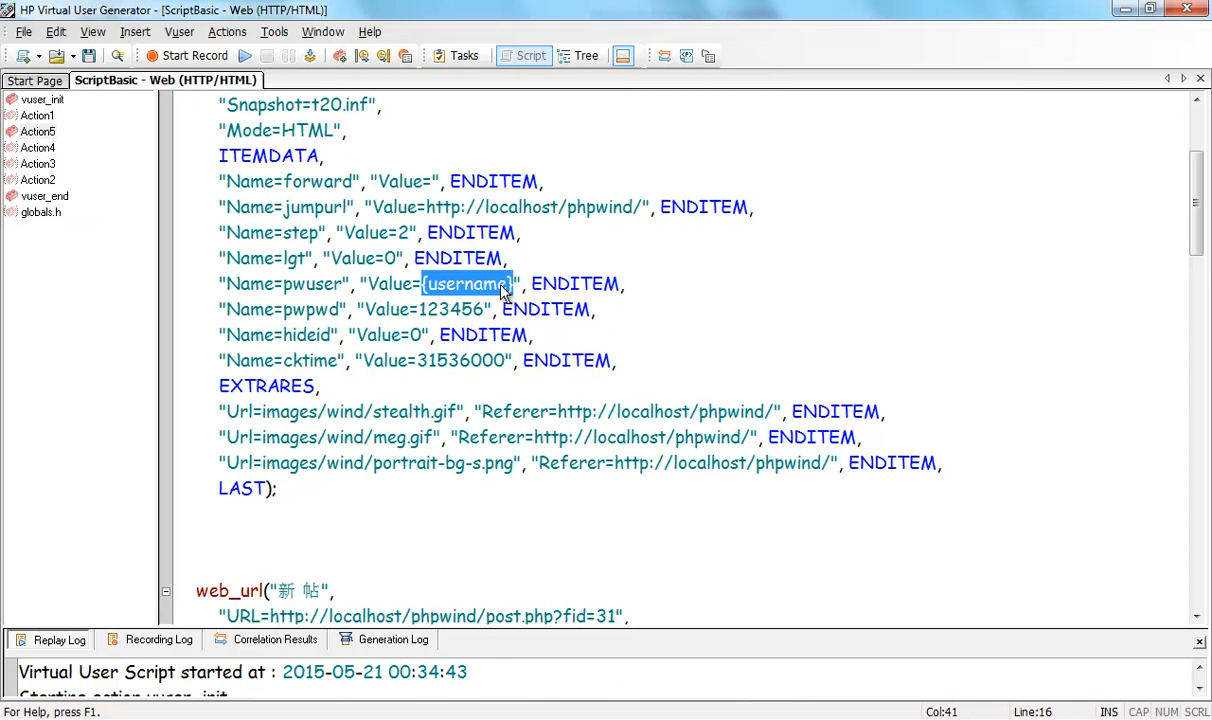 HP Virtual User Generator - [ScriptBasic - Web (HTTP/HTML)]
File Edit View Insert Vuser Actions Tools Window Help
Start Record Tasks Script Tree
Start Page ScriptBasic - Web (HTTP/HTML)
vuser_init
Action1
Action5
Action4
Action3
Action2
vuser_end
globals.h
"Snapshot=t20.inf",
"Mode=HTML",
ITEMDATA,
"Name=forward", "Value=", ENDITEM,
"Name=jumpurl", "Value=http://localhost/phpwind/", ENDITEM,
"Name=step", "Value=2", ENDITEM,
"Name=lgt", "Value=0", ENDITEM,
"Name=pwuser", "Value={username}", ENDITEM,
"Name=pwpwd", "Value=123456", ENDITEM,
"Name=hideid", "Value=0", ENDITEM,
"Name=cktime", "Value=31536000", ENDITEM,
EXTRARES,
"Url=images/wind/stealth.gif", "Referer=http://localhost/phpwind/", ENDITEM,
"Url=images/wind/meg.gif", "Referer=http://localhost/phpwind/", ENDITEM,
"Url=images/wind/portrait-bg-s.png", "Referer=http://localhost/phpwind/", ENDITEM,
LAST);
web_url("新 帖",
"URL=http://localhost/phpwind/post.php?fid=31",
Replay Log Recording Log Correlation Results Generation Log
Virtual User Script started at : 2015-05-21 00:34:43
Starting action vuser_init.
For Help, press F1. Col:41 Line:16 INS CAP NUM SCRL